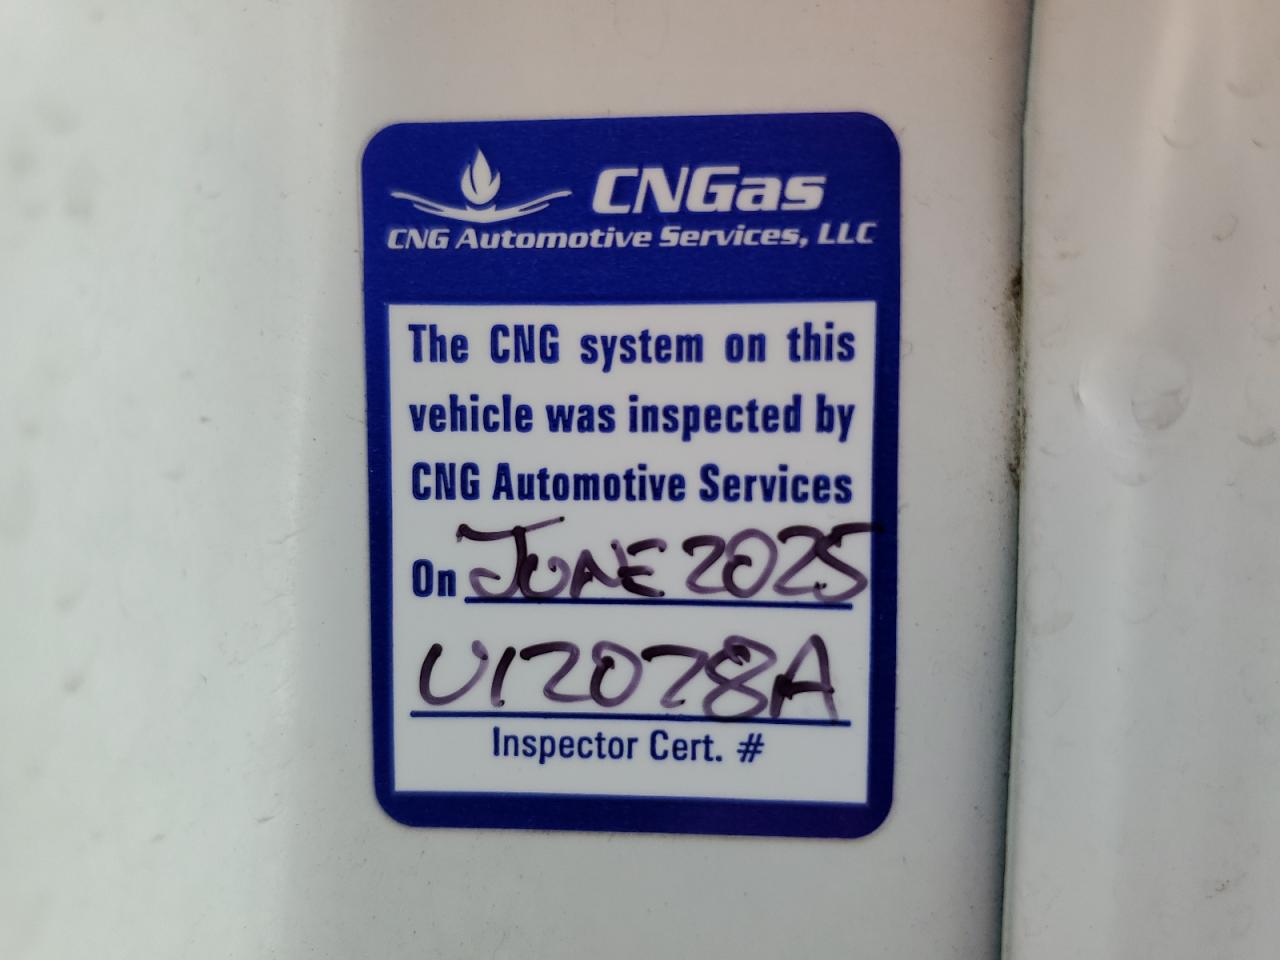 CNGas
CNG Automotive Services, LLC
The CNG system on this
vehicle was inspected by
CNG Automotive Services
On JUNE 2025
U12078A
Inspector Cert. #